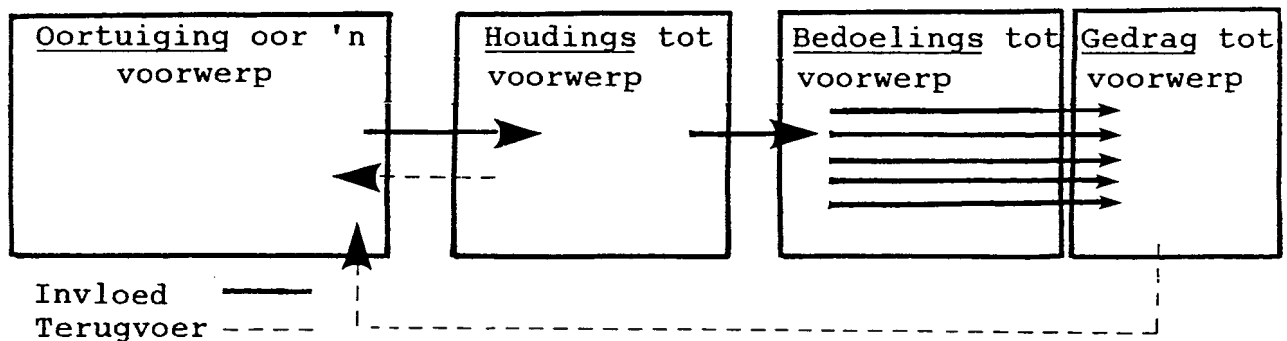 Oortuiging oor 'n
voorwerp
Houdings tot
voorwerp
Bedoelings tot
voorwerp
Gedrag tot
voorwerp
Invloed
Terugvoer